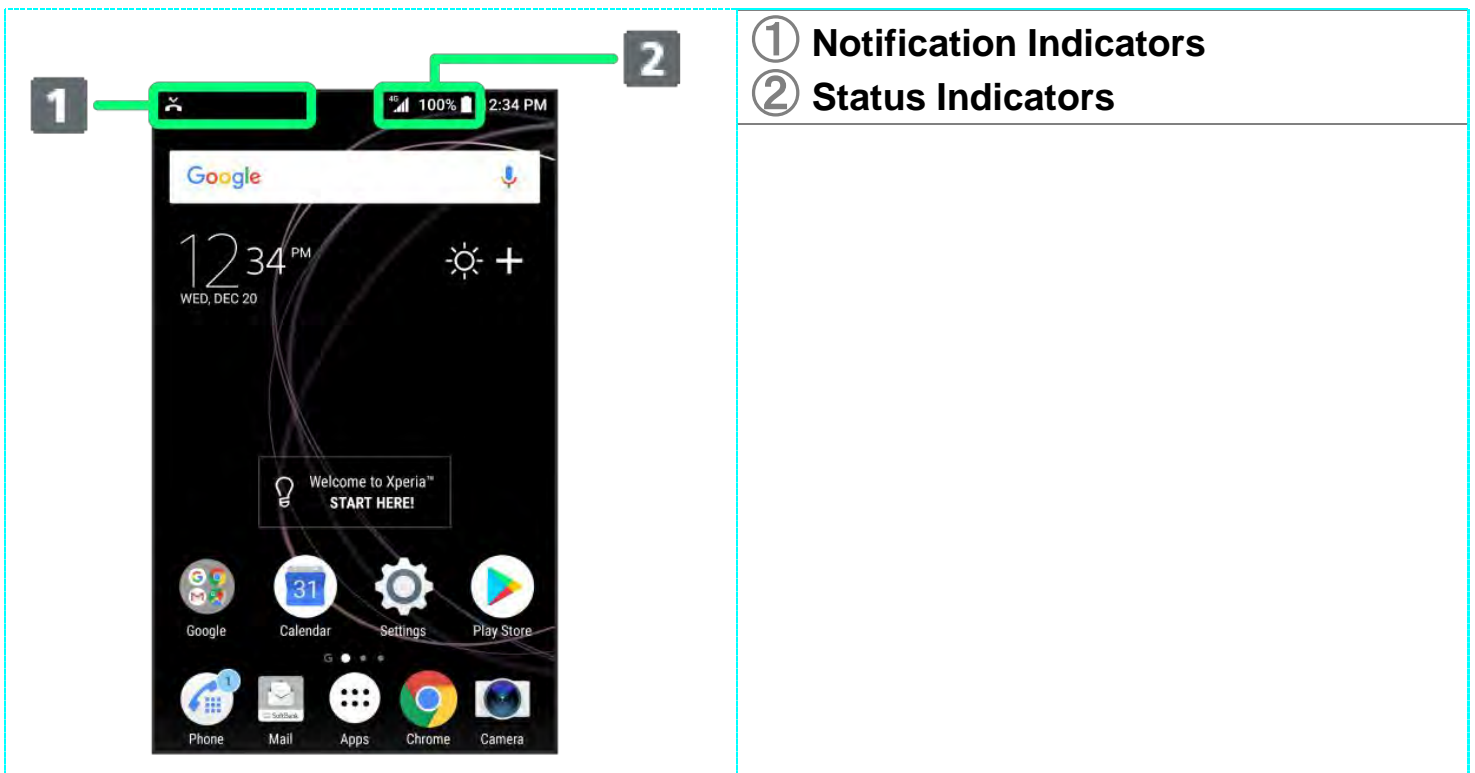 2
1
4G 100% 2:34 PM
Google
12 34 PM
WED, DEC 20
Welcome to Xperia™
START HERE!
31
Google Calendar Settings Play Store
G
1
SoftBank
Phone Mail Apps Chrome Camera
① Notification Indicators
② Status Indicators